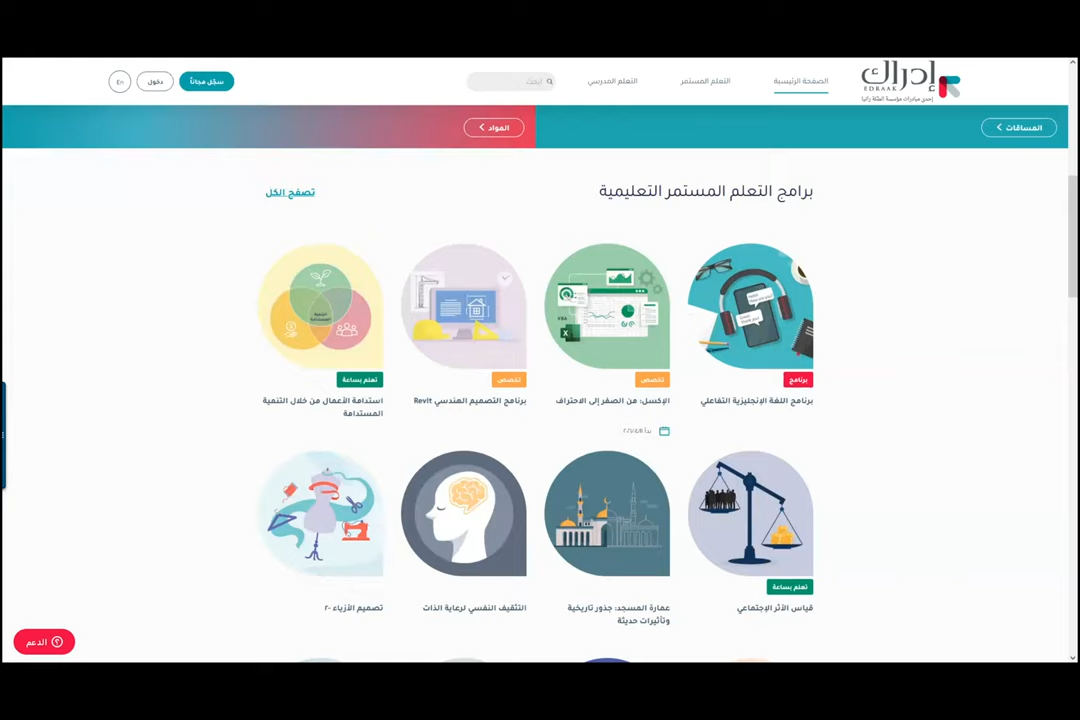 إدراك
EDRAAK
إحدى مبادرات مؤسسة الملكة رانيا
الصفحة الرئيسية
التعلم المستمر
التعلم المدرسي
ابحث
سجّل مجاناً
دخول
En
المساقات
المواد
برامج التعلم المستمر التعليمية
تصفح الكل
برنامج
برنامج اللغة الإنجليزية التفاعلي
تخصص
الإكسل: من الصفر إلى الاحتراف
تخصص
برنامج التصميم الهندسي Revit
تعلم بساعة
استدامة الأعمال من خلال التنمية
المستدامة
تعلم بساعة
قياس الأثر الإجتماعي
عمارة المسجد: جذور تاريخية
وتأثيرات حديثة
التثقيف النفسي لرعاية الذات
تصميم الأزياء ٢٠
الدعم